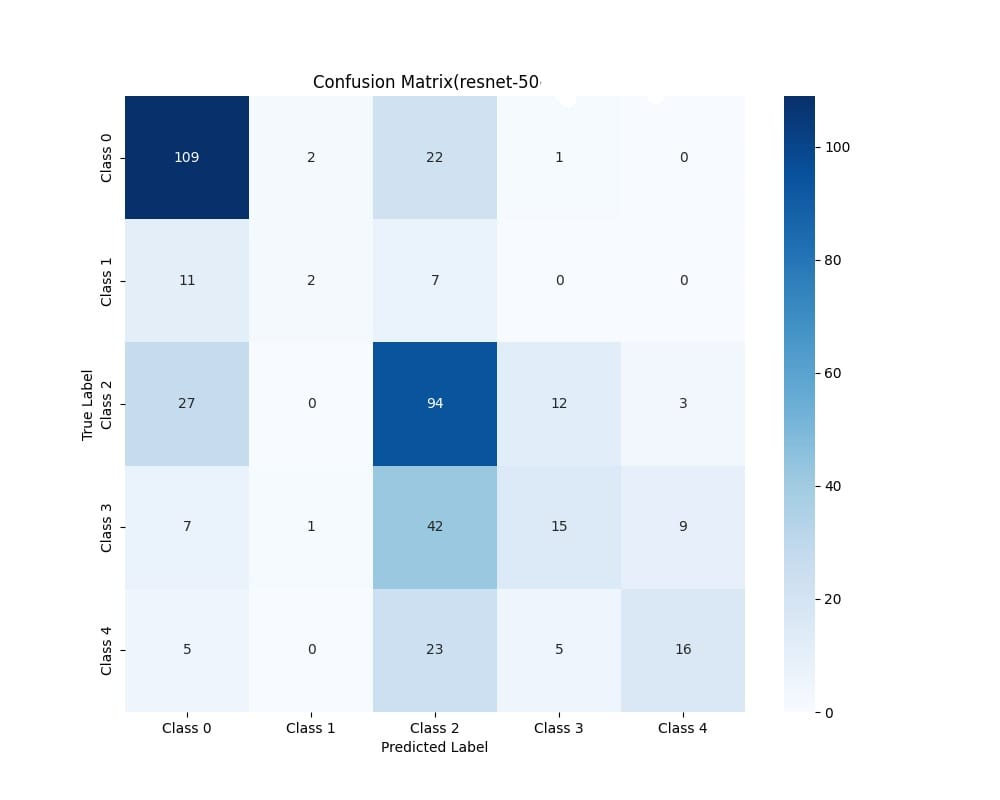 Confusion Matrix(resnet-50
Class 0
109 2 22 1 0
Class 1
11 2 7 0 0
Class 2
27 0 94 12 3
Class 3
7 1 42 15 9
Class 4
5 0 23 5 16
True Label
Class 0 Class 1 Class 2 Class 3 Class 4
Predicted Label
100
80
60
40
20
0